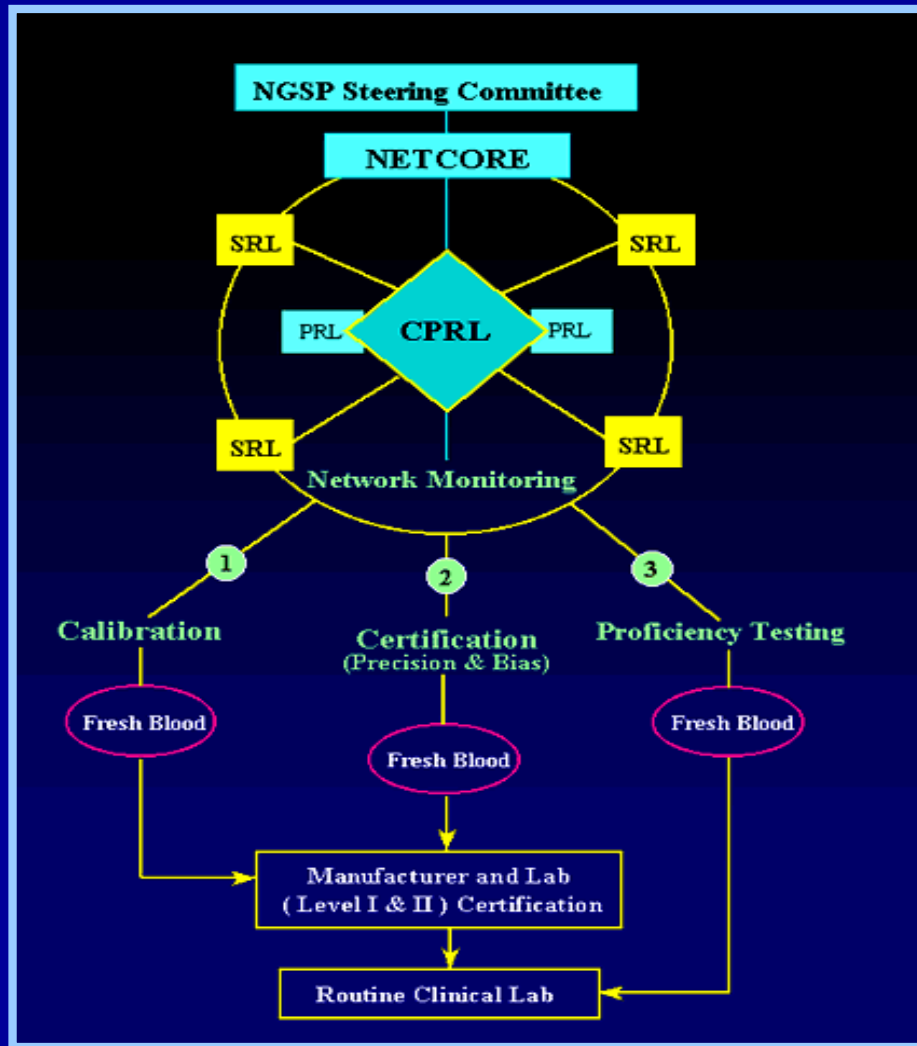 NGSP Steering Committee
NETCORE
SRL
SRL
PRL
CPRL
PRL
SRL
SRL
Network Monitoring
1
2
3
Calibration
Certification
(Precision & Bias)
Proficiency Testing
Fresh Blood
Fresh Blood
Fresh Blood
Manufacturer and Lab
( Level I & II ) Certification
Routine Clinical Lab